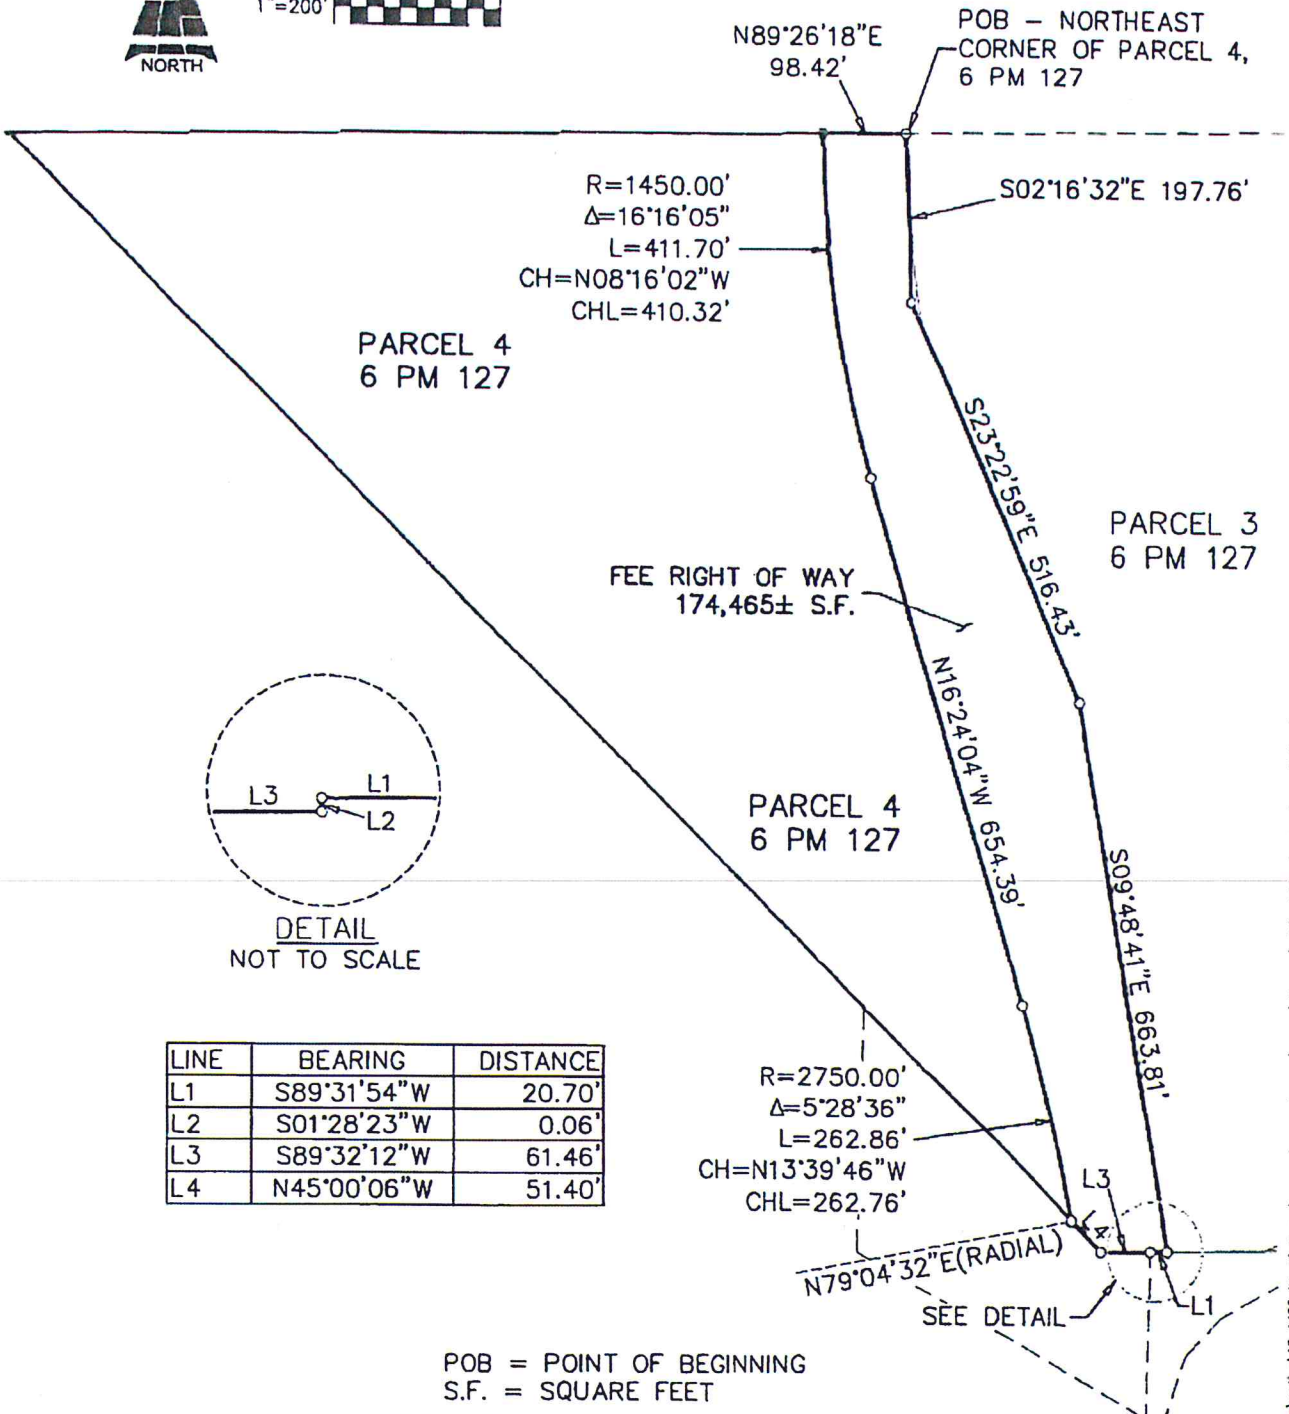 1"=200'
NORTH
N89°26'18"E
98.42'
POB – NORTHEAST
CORNER OF PARCEL 4,
6 PM 127
S02°16'32"E 197.76'
R=1450.00'
Δ=16°16'05"
L=411.70'
CH=N08°16'02"W
CHL=410.32'
PARCEL 4
6 PM 127
S23°22'59"E 516.43'
PARCEL 3
6 PM 127
FEE RIGHT OF WAY
174,465± S.F.
N16°24'04"W 654.39'
L3
L1
L2
DETAIL
NOT TO SCALE
PARCEL 4
6 PM 127
S09°48'41"E 663.81'
LINE BEARING DISTANCE
L1 S89°31'54"W 20.70'
L2 S01°28'23"W 0.06'
L3 S89°32'12"W 61.46'
L4 N45°00'06"W 51.40'
R=2750.00'
Δ=5°28'36"
L=262.86'
CH=N13°39'46"W
CHL=262.76'
L3
L4
N79°04'32"E(RADIAL)
SEE DETAIL
L1
POB = POINT OF BEGINNING
S.F. = SQUARE FEET